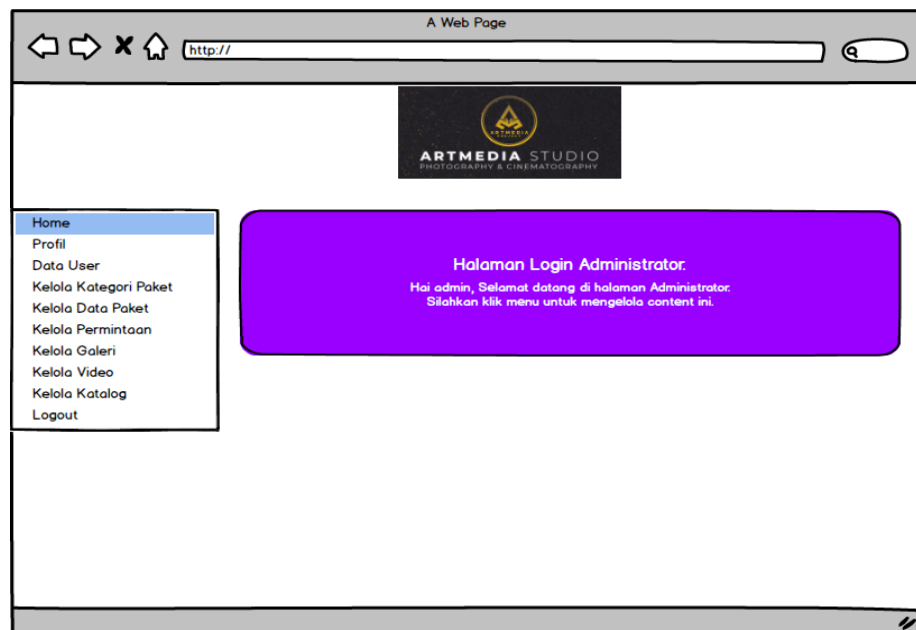 A Web Page
http://
ARTMEDIA
ARTMEDIA STUDIO
PHOTOGRAPHY & CINEMATOGRAPHY
Home
Profil
Data User
Kelola Kategori Paket
Kelola Data Paket
Kelola Permintaan
Kelola Galeri
Kelola Video
Kelola Katalog
Logout
Halaman Login Administrator.
Hai admin, Selamat datang di halaman Administrator.
Silahkan klik menu untuk mengelola content ini.